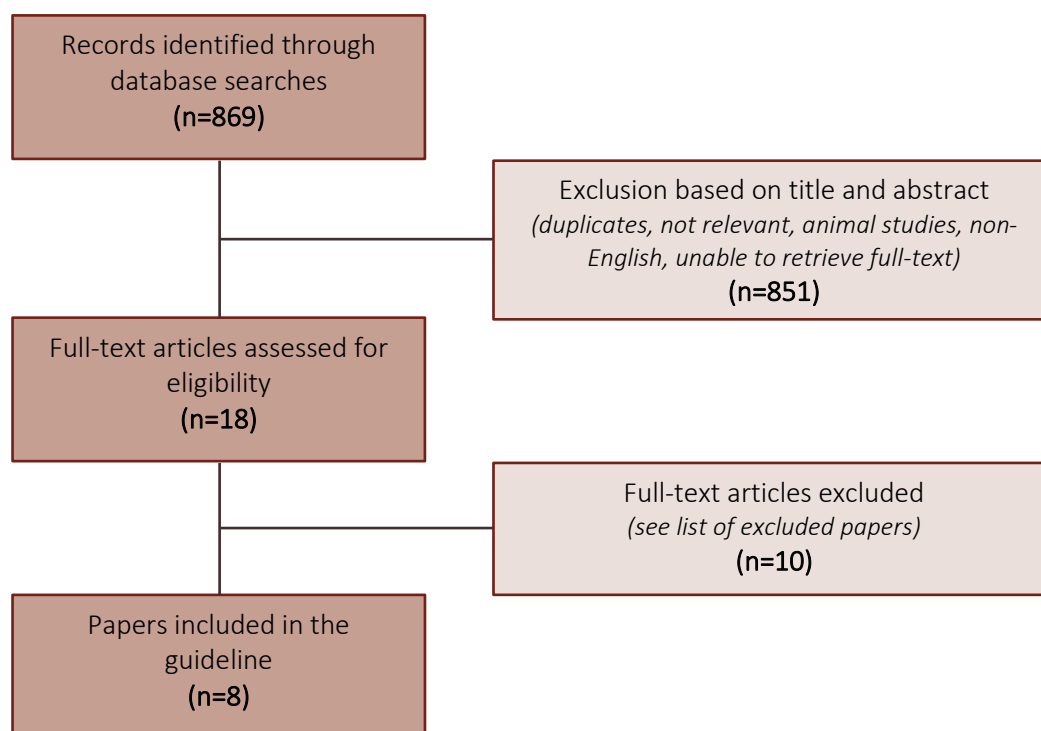 Records identified through
database searches
(n=869)
Exclusion based on title and abstract
(duplicates, not relevant, animal studies, non-
English, unable to retrieve full-text)
(n=851)
Full-text articles assessed for
eligibility
(n=18)
Full-text articles excluded
(see list of excluded papers)
(n=10)
Papers included in the
guideline
(n=8)